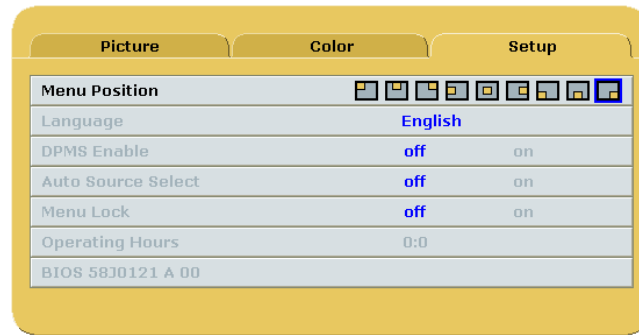 Picture Color Setup
Menu Position
Language English
DPMS Enable off on
Auto Source Select off on
Menu Lock off on
Operating Hours 0:0
BIOS 58J0121 A 00